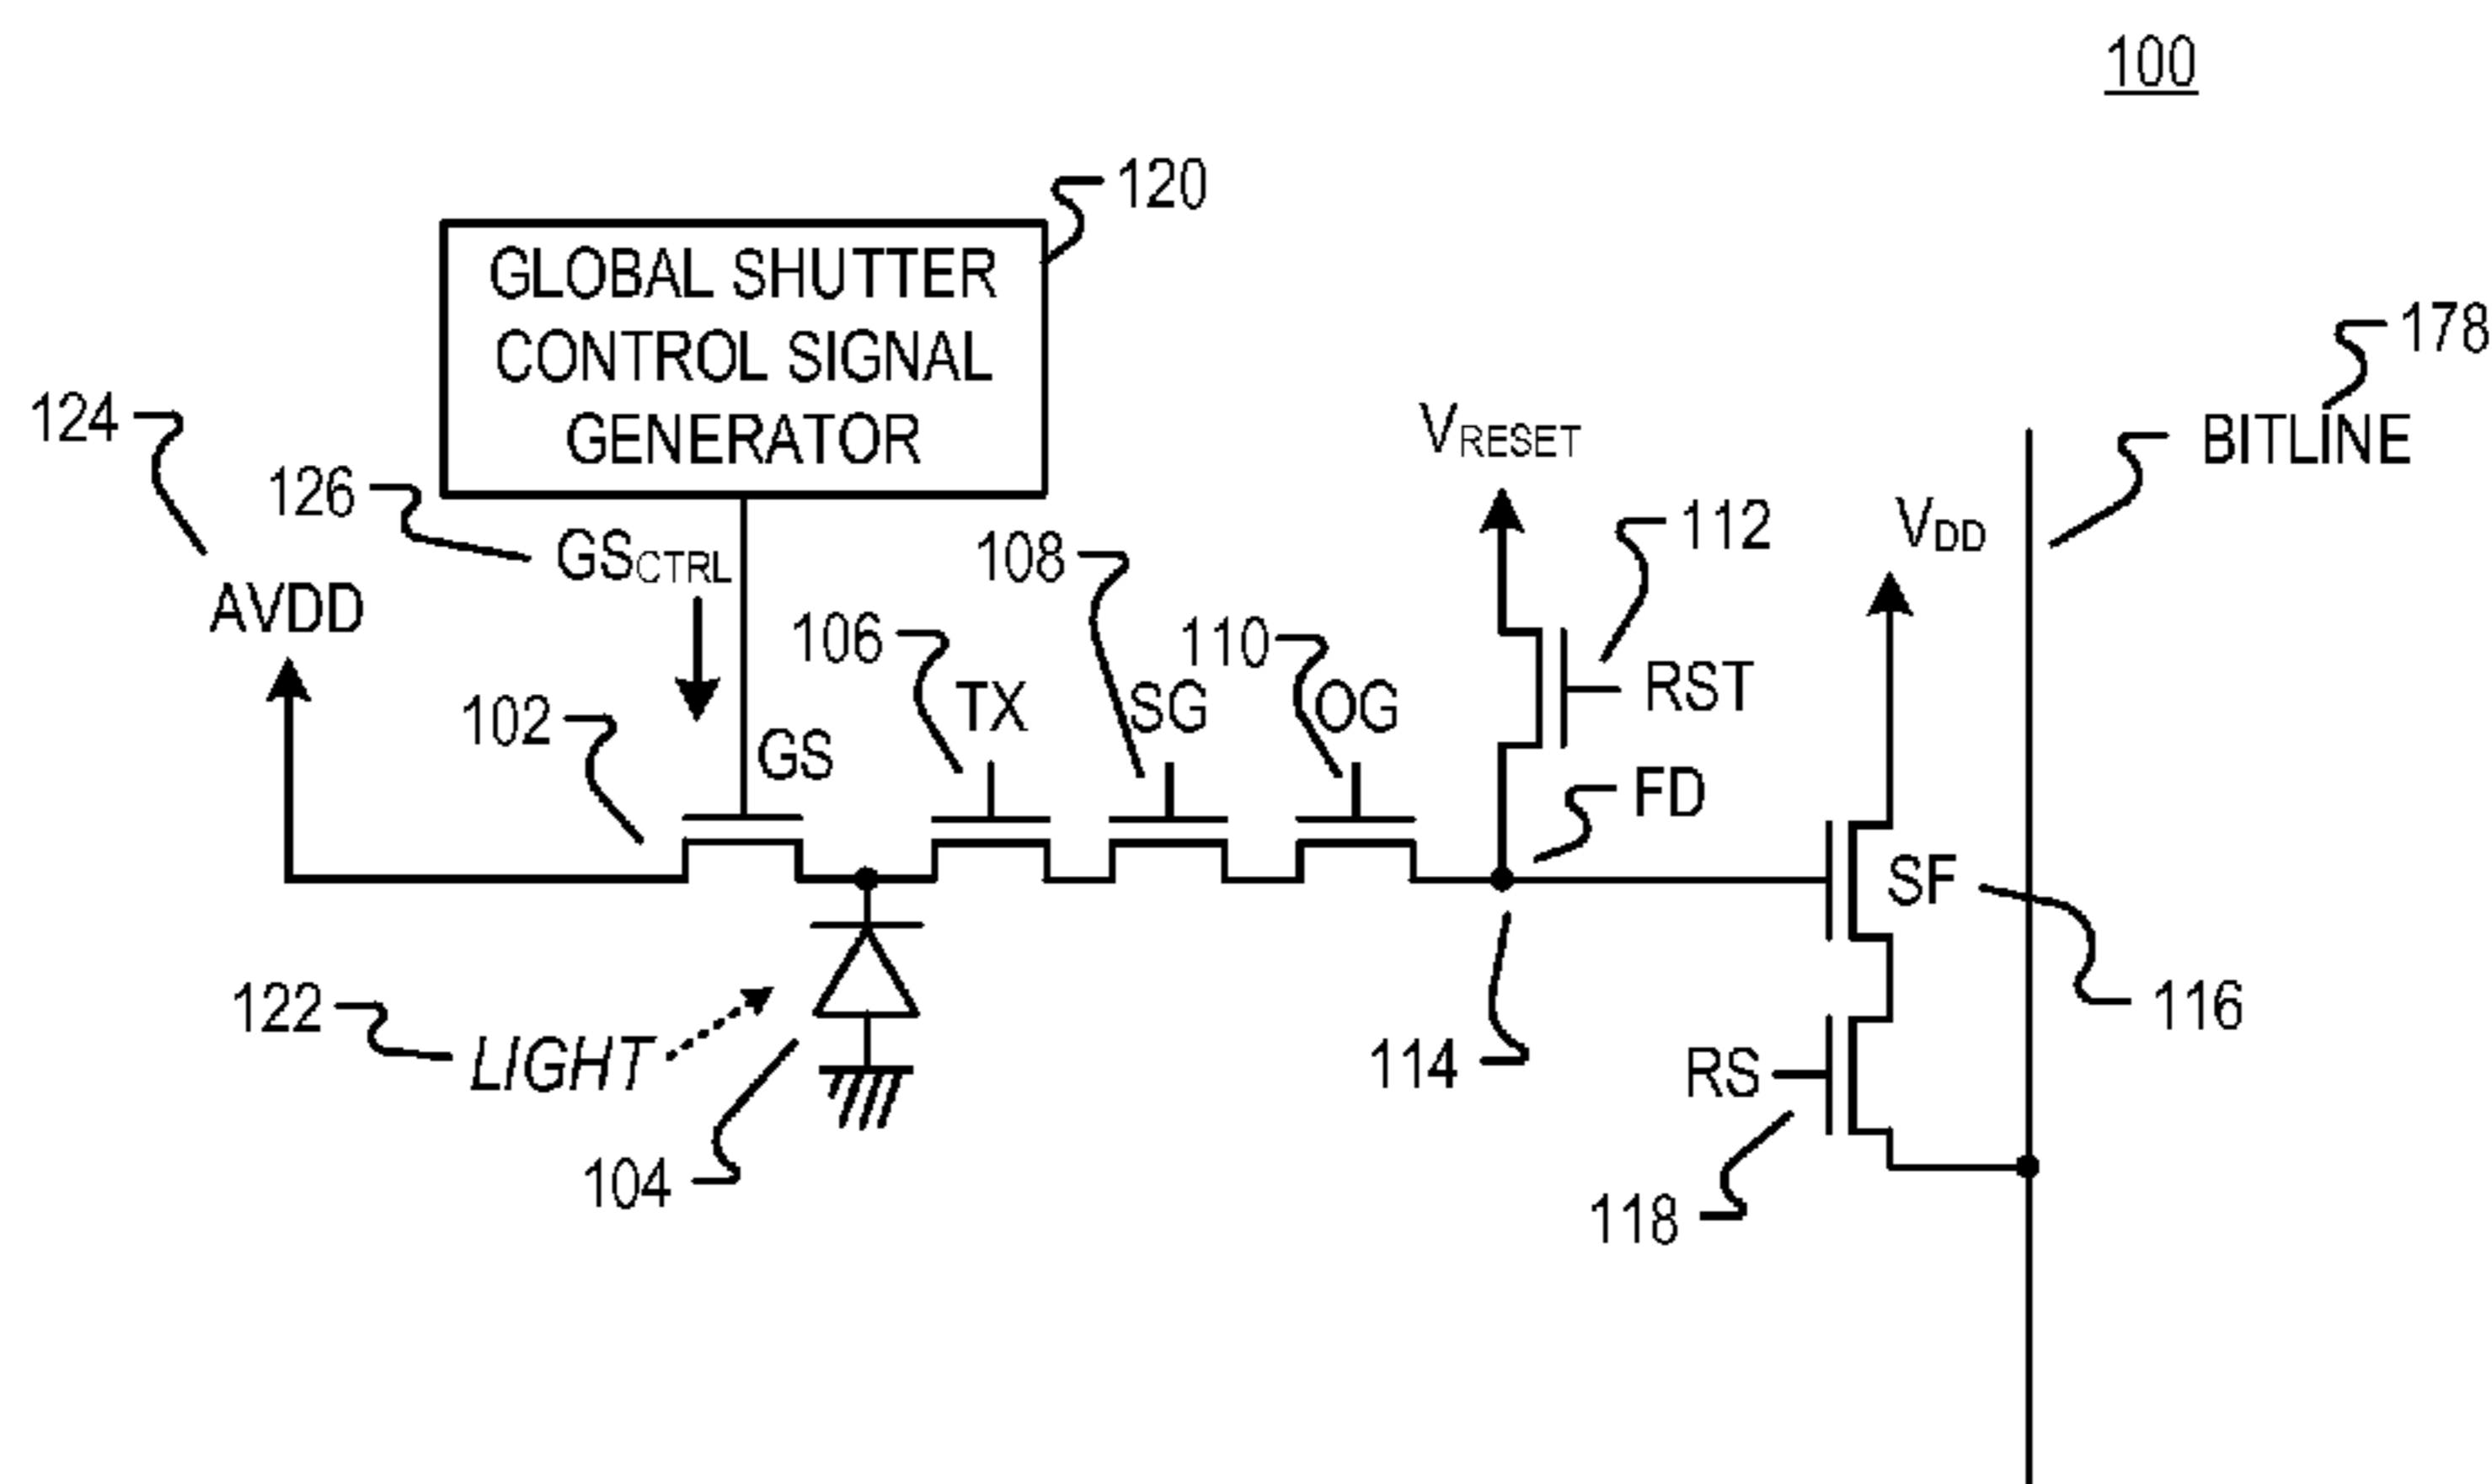 100
120
GLOBAL SHUTTER
CONTROL SIGNAL
GENERATOR
178
BITLINE
124
126
GSCTRL
AVDD
VRESET
112
VDD
108
106
110
TX
SG
OG
RST
102
GS
FD
SF
122
LIGHT
104
114
116
RS
118